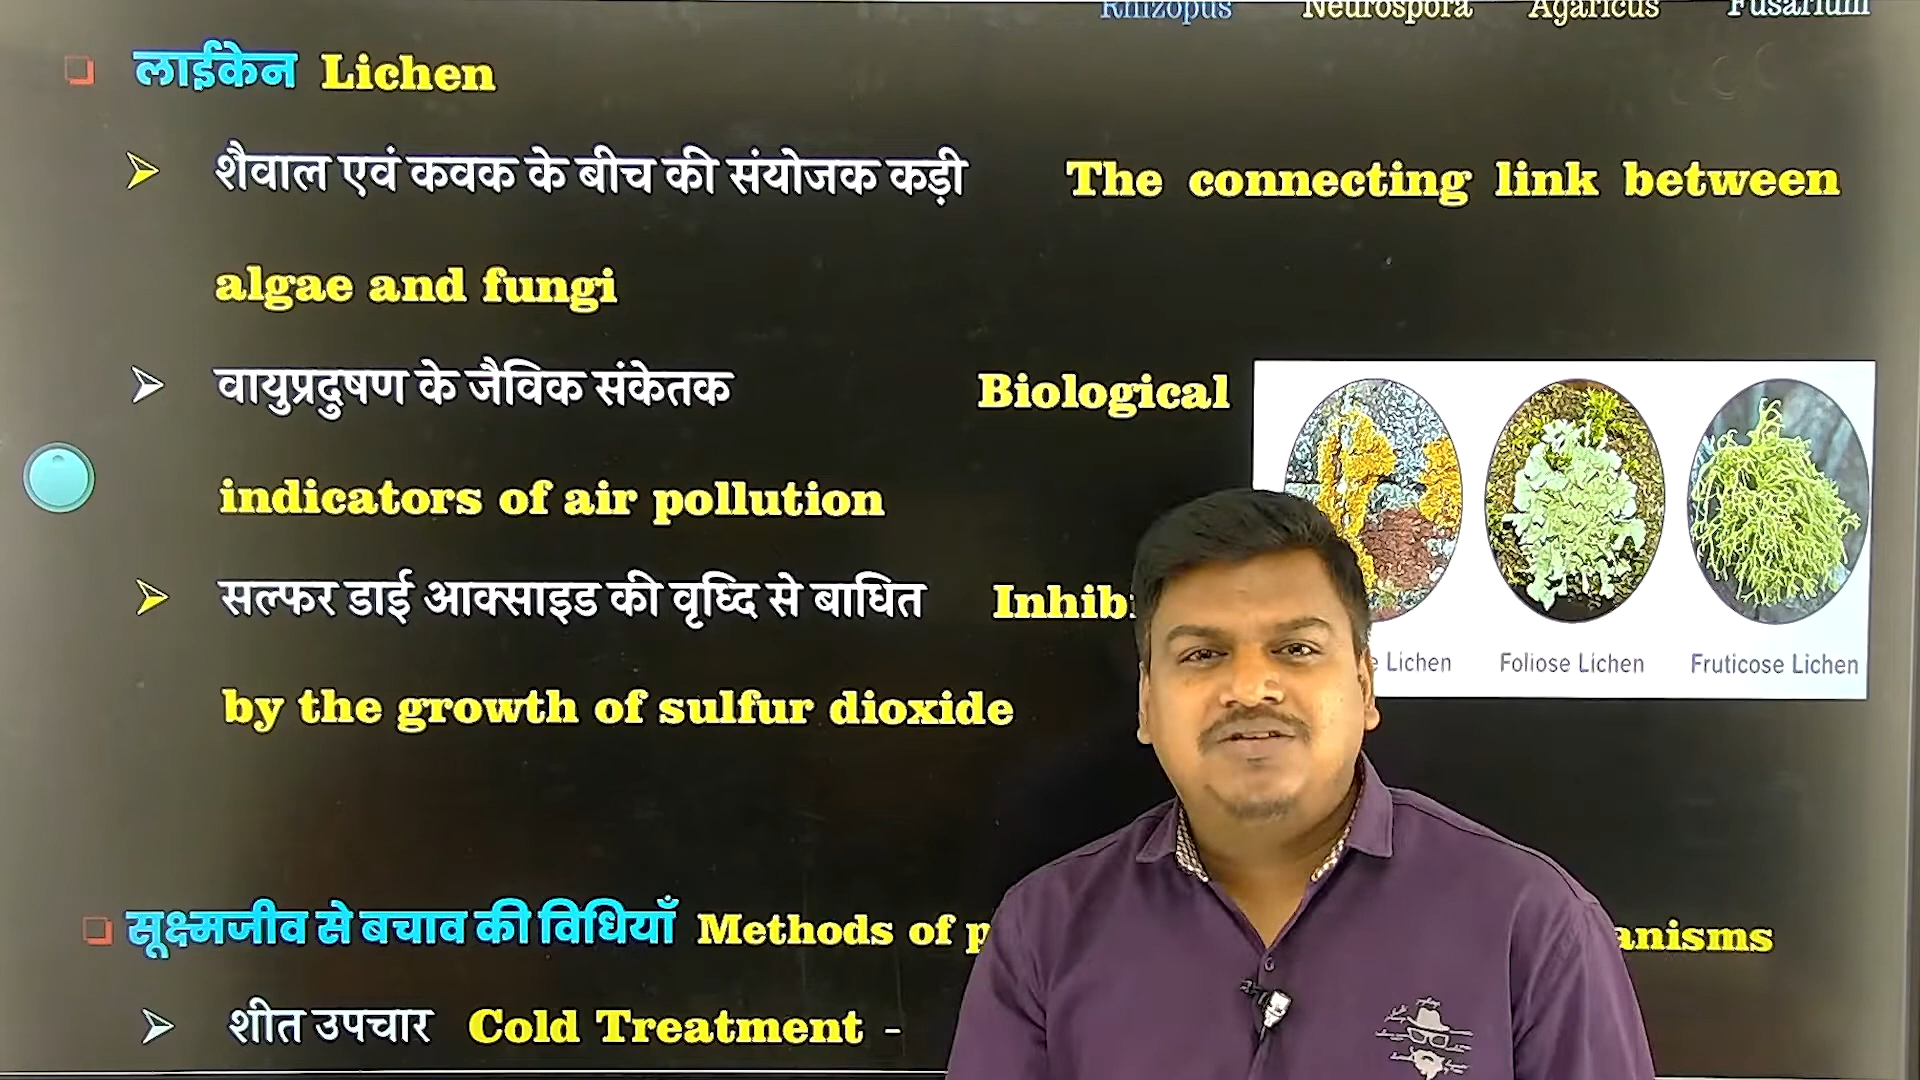 Rhizopus Neurospora Agaricus Fusarium
लाईकेन Lichen
शैवाल एवं कवक के बीच की संयोजक कड़ी The connecting link between
algae and fungi
वायुप्रदुषण के जैविक संकेतक Biological
indicators of air pollution
सल्फर डाई आक्साइड की वृध्दि से बाधित
by the growth of sulfur dioxide
Lichen Foliose Lichen Fruticose Lichen
सूक्ष्मजीव से बचाव की विधियाँ Methods of
शीत उपचार Cold Treatment -